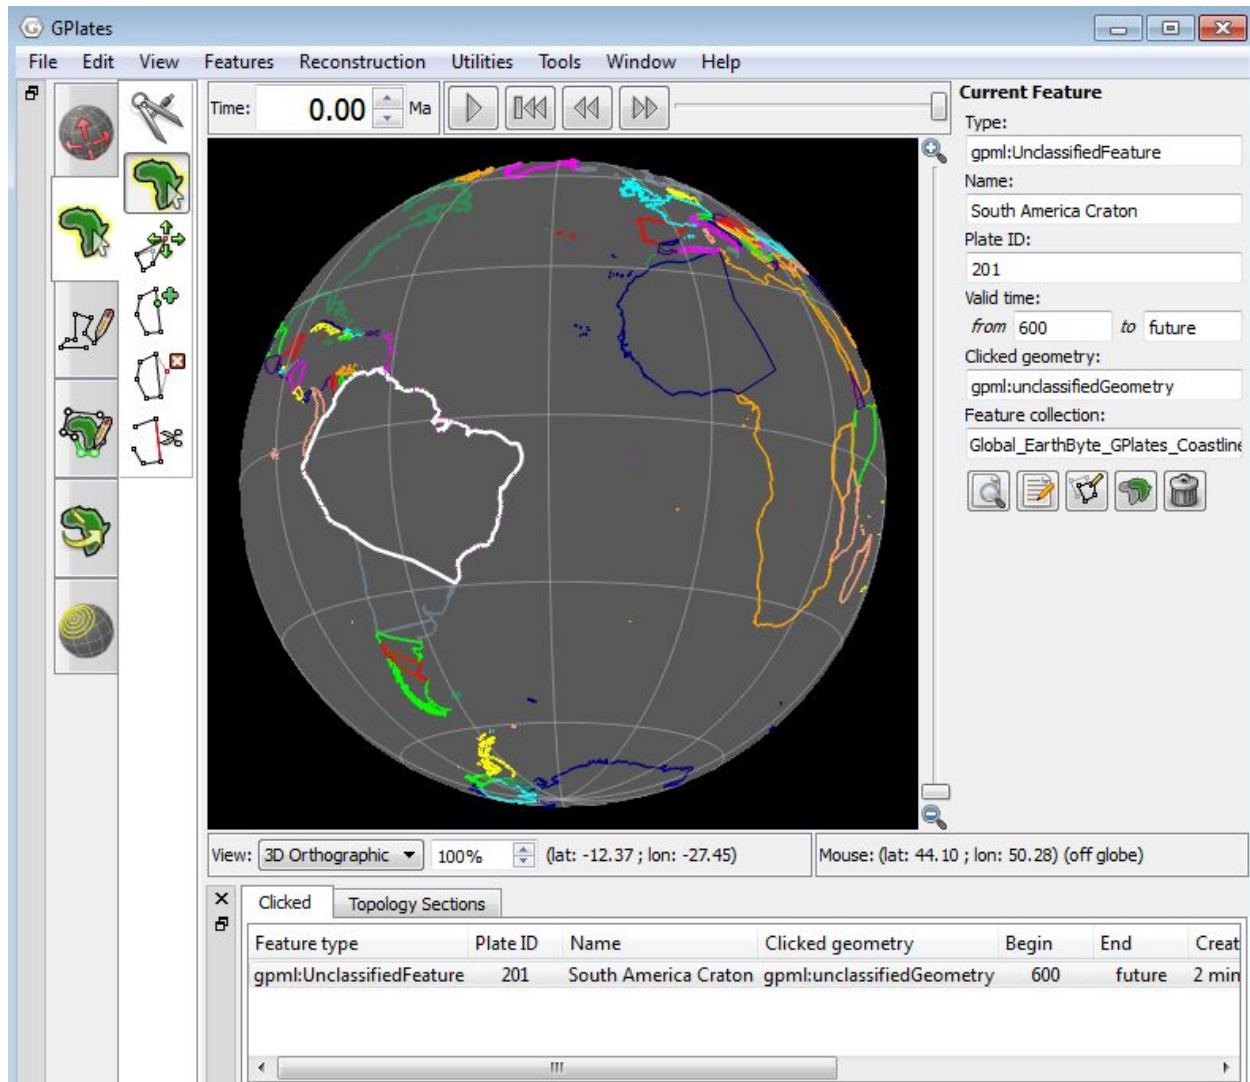 GPlates
File Edit View Features Reconstruction Utilities Tools Window Help
Time: 0.00 Ma
Current Feature
Type:
gpml:UnclassifiedFeature
Name:
South America Craton
Plate ID:
201
Valid time:
from 600 to future
Clicked geometry:
gpml:unclassifiedGeometry
Feature collection:
Global_EarthByte_GPlates_Coastline
View: 3D Orthographic 100% (lat: -12.37 ; lon: -27.45) Mouse: (lat: 44.10 ; lon: 50.28) (off globe)
Clicked Topology Sections
Feature type Plate ID Name Clicked geometry Begin End Creat
gpml:UnclassifiedFeature 201 South America Craton gpml:unclassifiedGeometry 600 future 2 min